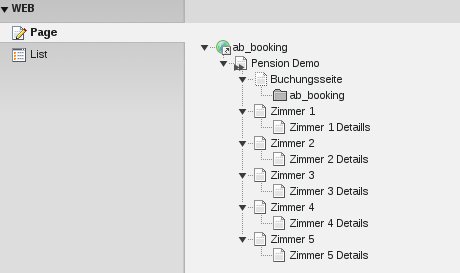 WEB
Page
List
ab_booking
Pension Demo
Buchungsseite
ab_booking
Zimmer 1
Zimmer 1 Detaills
Zimmer 2
Zimmer 2 Details
Zimmer 3
Zimmer 3 Details
Zimmer 4
Zimmer 4 Details
Zimmer 5
Zimmer 5 Details